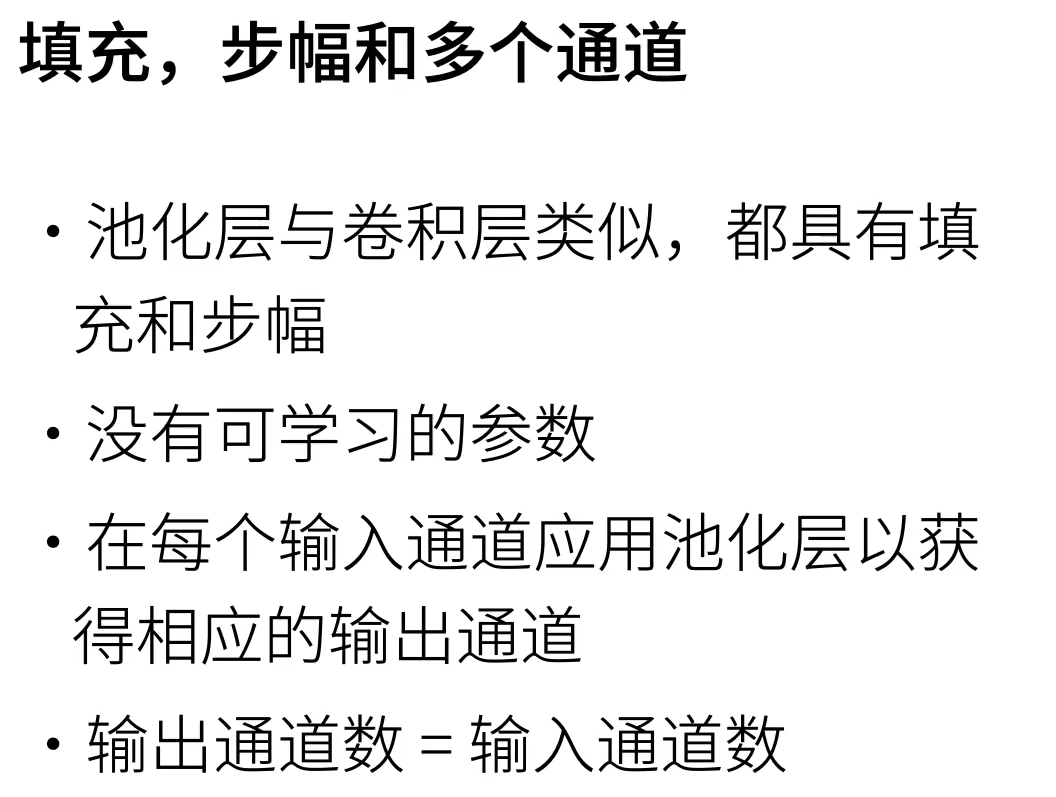 填充，步幅和多个通道
• 池化层与卷积层类似，都具有填
充和步幅
• 没有可学习的参数
• 在每个输入通道应用池化层以获
得相应的输出通道
• 输出通道数 = 输入通道数